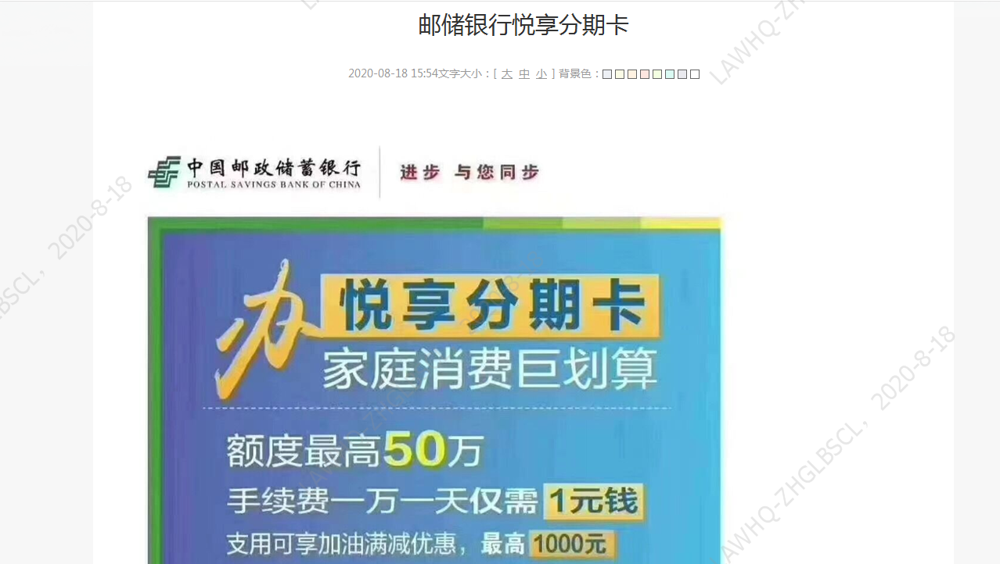 邮储银行悦享分期卡
2020-08-18 15:54文字大小：[ 大 中 小 ] 背景色：
中国邮政储蓄银行
POSTAL SAVINGS BANK OF CHINA
进步 与您同步
办
悦享分期卡
家庭消费巨划算
额度最高50万
手续费一万一天仅需1元钱
支用可享加油满减优惠，最高1000元
LAWHQ-ZH
BSCL，2020-8-18
AWHQ-ZHGLBSCL，2020-8-18